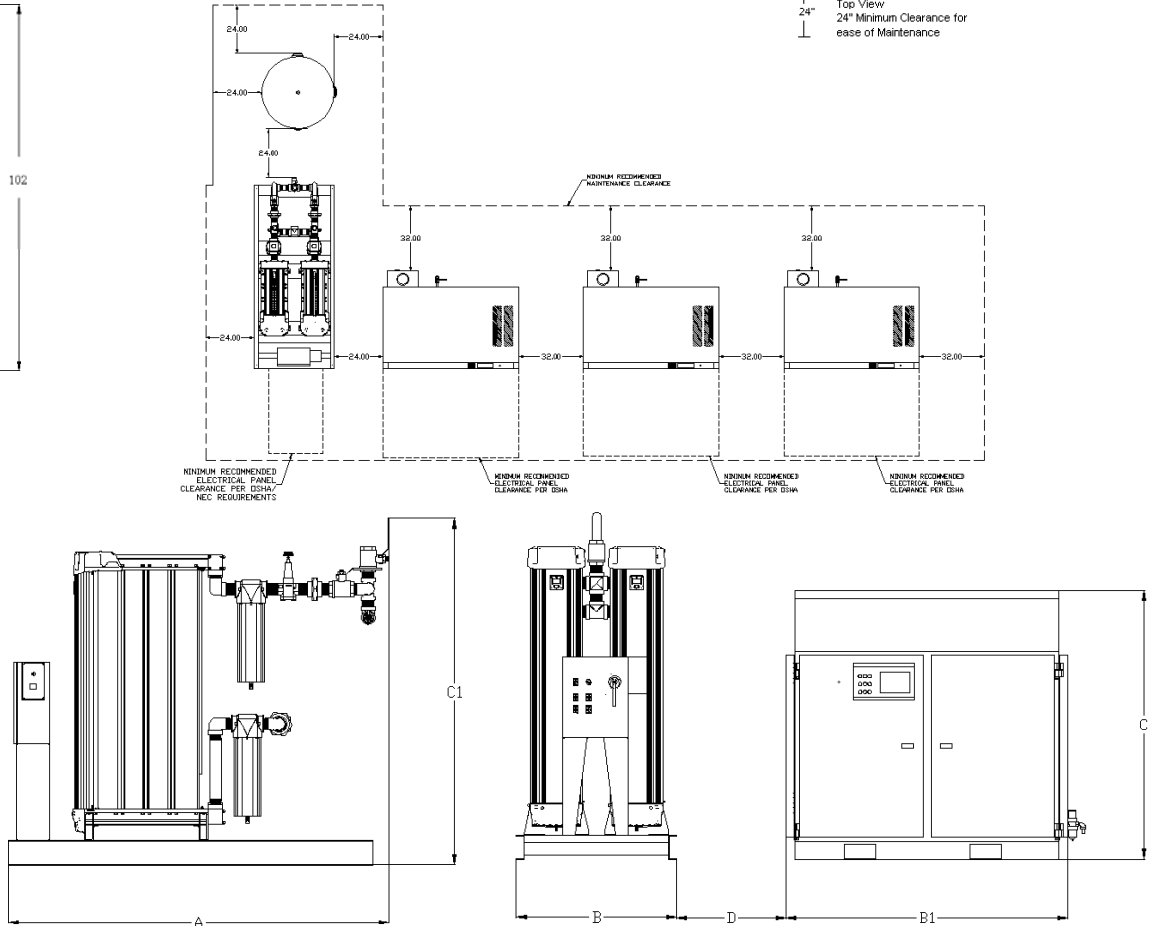 24"
Top View
24" Minimum Clearance for
ease of Maintenance
24.00
24.00
24.00
24.00
102
MINIMUM RECOMMENDED
MAINTENANCE CLEARANCE
32.00
32.00
32.00
24.00
24.00
32.00
32.00
32.00
MINIMUM RECOMMENDED
ELECTRICAL PANEL
CLEARANCE PER OSHA/
NEC REQUIREMENTS
MINIMUM RECOMMENDED
ELECTRICAL PANEL
CLEARANCE PER OSHA
MINIMUM RECOMMENDED
ELECTRICAL PANEL
CLEARANCE PER OSHA
MINIMUM RECOMMENDED
ELECTRICAL PANEL
CLEARANCE PER OSHA
C1
C
A
B
D
B1